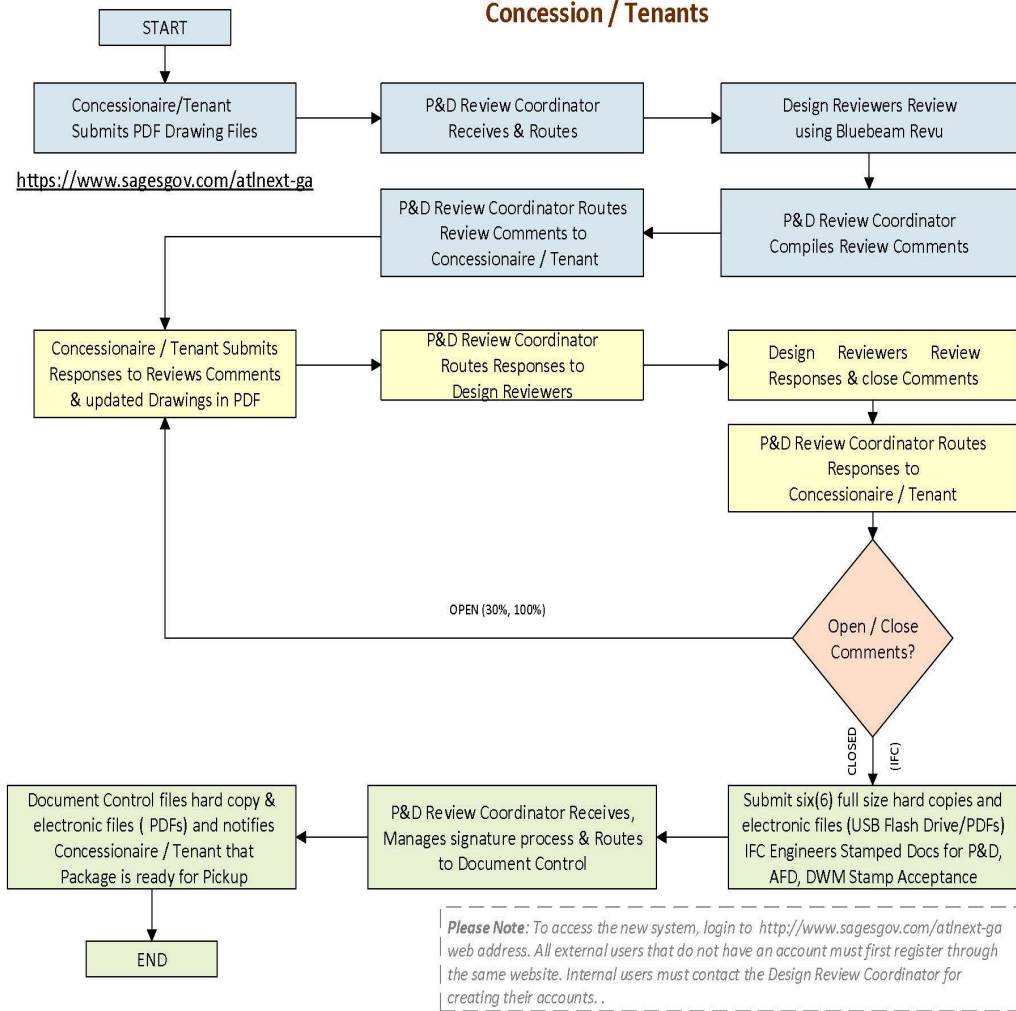 Concession / Tenants
START
Concessionaire/Tenant
Submits PDF Drawing Files
P&D Review Coordinator
Receives & Routes
Design Reviewers Review
using Bluebeam Revu
https://www.sagesgov.com/atlnext-ga
P&D Review Coordinator Routes
Review Comments to
Concessionaire / Tenant
P&D Review Coordinator
Compiles Review Comments
Concessionaire / Tenant Submits
Responses to Reviews Comments
& updated Drawings in PDF
P&D Review Coordinator
Routes Responses to
Design Reviewers
Design Reviewers Review
Responses & close Comments
P&D Review Coordinator Routes
Responses to
Concessionaire / Tenant
OPEN (30%, 100%)
Open / Close
Comments?
CLOSED
(IFC)
Document Control files hard copy &
electronic files ( PDFs) and notifies
Concessionaire / Tenant that
Package is ready for Pickup
P&D Review Coordinator Receives,
Manages signature process & Routes
to Document Control
Submit six(6) full size hard copies and
electronic files (USB Flash Drive/PDFs)
IFC Engineers Stamped Docs for P&D,
AFD, DWM Stamp Acceptance
END
Please Note: To access the new system, login to http://www.sagesgov.com/atlnext-ga
web address. All external users that do not have an account must first register through
the same website. Internal users must contact the Design Review Coordinator for
creating their accounts. .